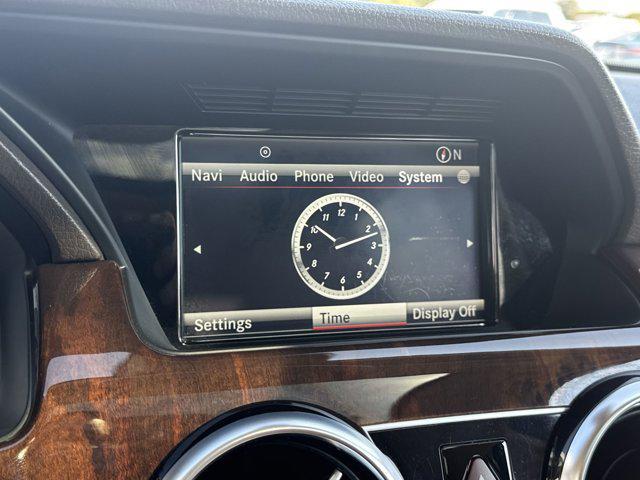 N
Navi Audio Phone Video System
12
11 1
10 2
9 3
8 4
7 5
6
Settings Time Display Off